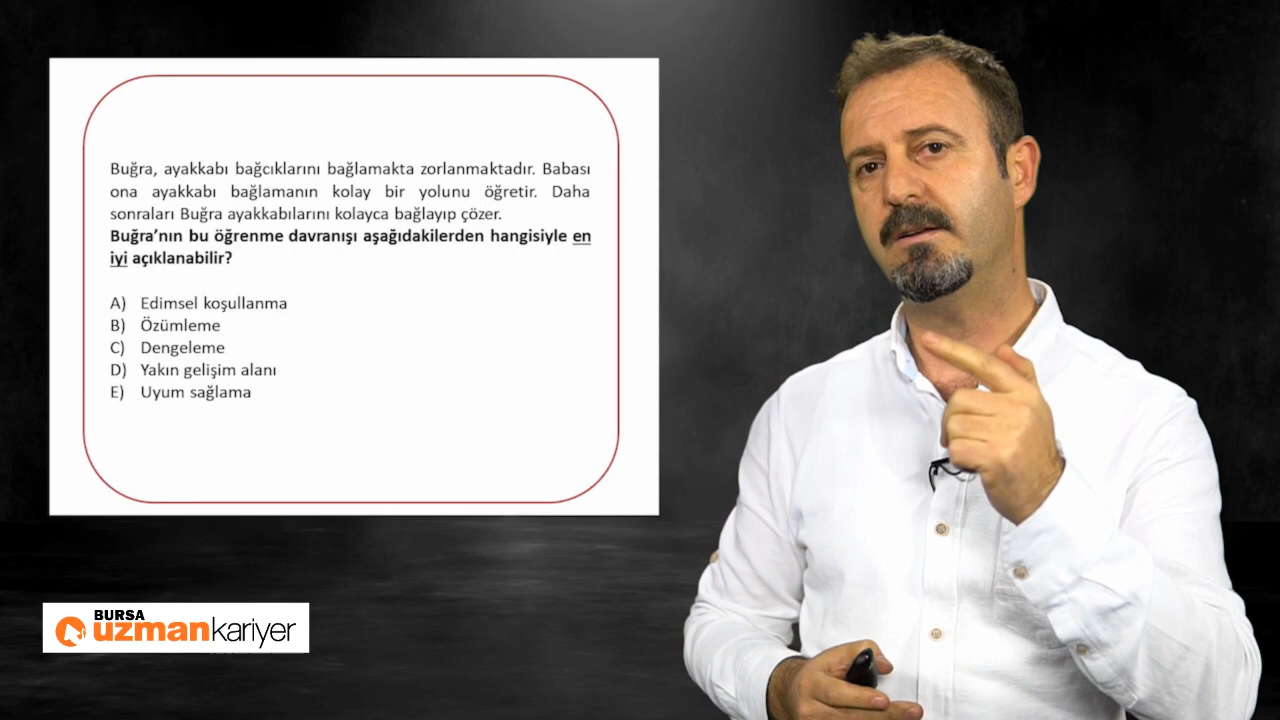 Buğra, ayakkabı bağcıklarını bağlamakta zorlanmaktadır. Babası
ona ayakkabı bağlamanın kolay bir yolunu öğretir. Daha
sonraları Buğra ayakkabılarını kolayca bağlayıp çözer.
Buğra’nın bu öğrenme davranışı aşağıdakilerden hangisiyle en
iyi açıklanabilir?
A) Edimsel koşullanma
B) Özümleme
C) Dengeleme
D) Yakın gelişim alanı
E) Uyum sağlama
BURSA
uzmankariyer